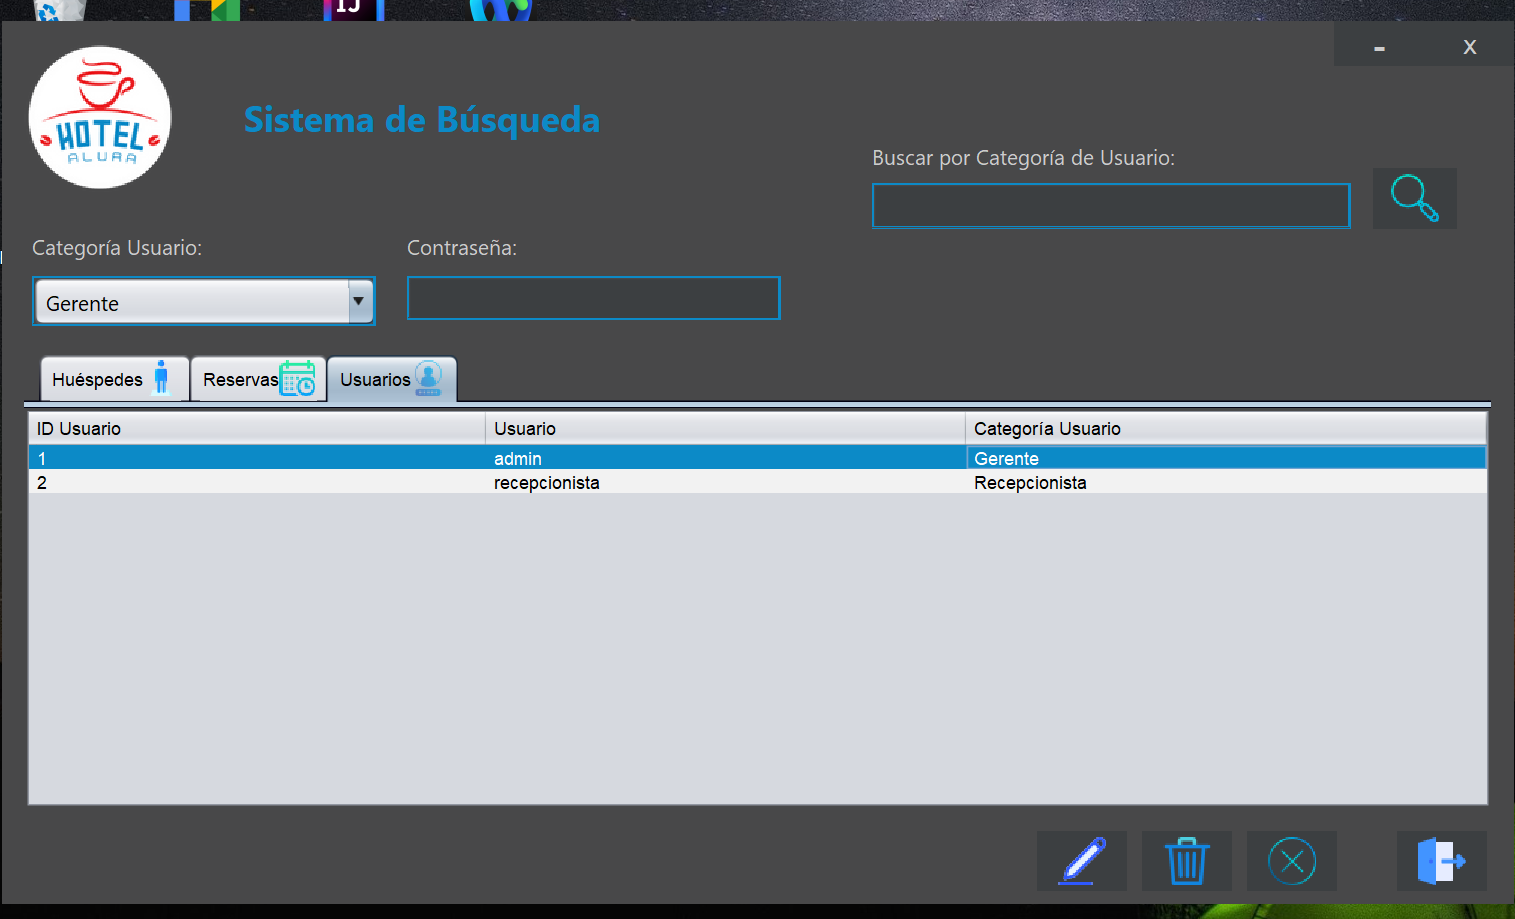 IJ
- x
HOTEL
ALURA
Sistema de Búsqueda
Buscar por Categoría de Usuario:
Categoría Usuario: Contraseña:
Gerente
Huéspedes Reservas Usuarios
ID Usuario Usuario Categoría Usuario
1 admin Gerente
2 recepcionista Recepcionista